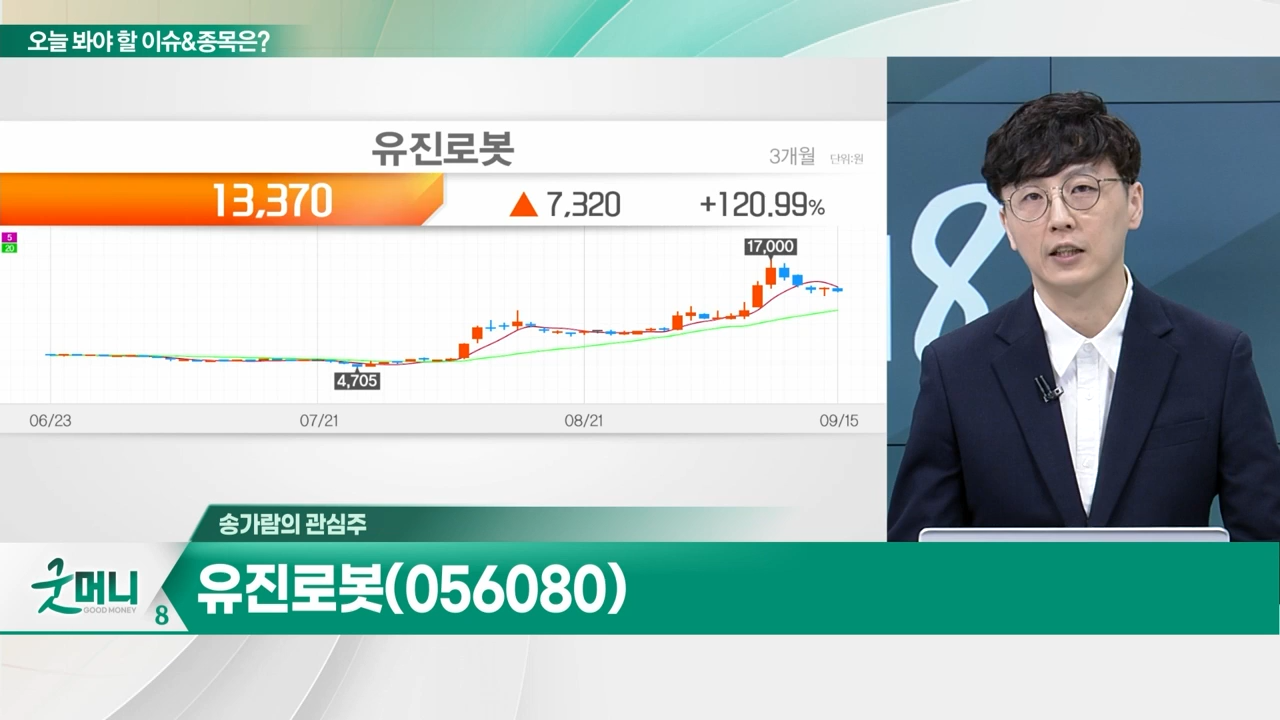 오늘 봐야 할 이슈&종목은?
유진로봇
3개월 단위:원
13,370 ▲ 7,320 +120.99%
5
20
17,000
4,705
06/23 07/21 08/21 09/15
8
송가람의 관심주
유진로봇(056080)
굿머니
GOOD MONEY
8